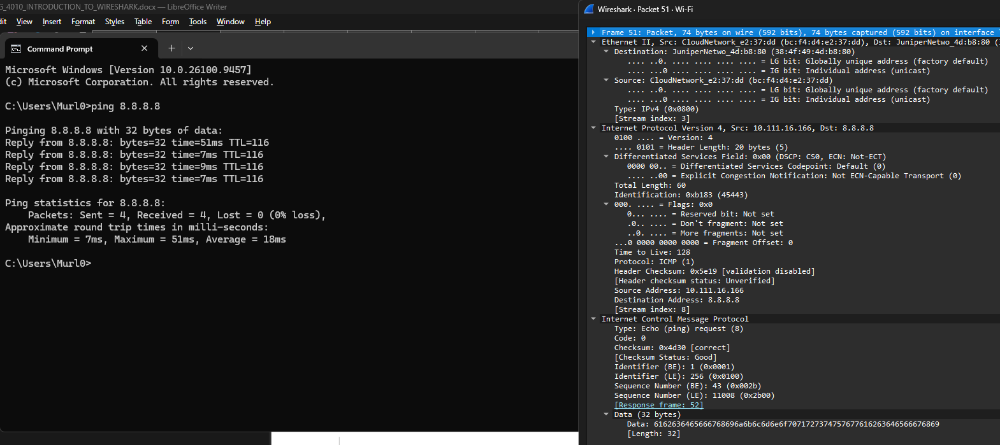 G_4010_INTRODUCTION_TO_WIRESHARK.docx — LibreOffice Writer
dit View Insert Format Styles Table Form Tools Window Help
Command Prompt
Microsoft Windows [Version 10.0.26100.9457]
(c) Microsoft Corporation. All rights reserved.
C:\Users\Murl0>ping 8.8.8.8
Pinging 8.8.8.8 with 32 bytes of data:
Reply from 8.8.8.8: bytes=32 time=51ms TTL=116
Reply from 8.8.8.8: bytes=32 time=7ms TTL=116
Reply from 8.8.8.8: bytes=32 time=9ms TTL=116
Reply from 8.8.8.8: bytes=32 time=7ms TTL=116
Ping statistics for 8.8.8.8:
Packets: Sent = 4, Received = 4, Lost = 0 (0% loss),
Approximate round trip times in milli-seconds:
Minimum = 7ms, Maximum = 51ms, Average = 18ms
C:\Users\Murl0>
Wireshark · Packet 51 · Wi-Fi
Frame 51: Packet, 74 bytes on wire (592 bits), 74 bytes captured (592 bits) on interface
Ethernet II, Src: CloudNetwork_e2:37:dd (bc:f4:d4:e2:37:dd), Dst: JuniperNetwo_4d:b8:80
Destination: JuniperNetwo_4d:b8:80 (38:4f:49:4d:b8:80)
.... ..0. .... .... .... .... = LG bit: Globally unique address (factory default)
.... ...0 .... .... .... .... = IG bit: Individual address (unicast)
Source: CloudNetwork_e2:37:dd (bc:f4:d4:e2:37:dd)
.... ..0. .... .... .... .... = LG bit: Globally unique address (factory default)
.... ...0 .... .... .... .... = IG bit: Individual address (unicast)
Type: IPv4 (0x0800)
[Stream index: 3]
Internet Protocol Version 4, Src: 10.111.16.166, Dst: 8.8.8.8
0100 .... = Version: 4
.... 0101 = Header Length: 20 bytes (5)
Differentiated Services Field: 0x00 (DSCP: CS0, ECN: Not-ECT)
0000 00.. = Differentiated Services Codepoint: Default (0)
.... ..00 = Explicit Congestion Notification: Not ECN-Capable Transport (0)
Total Length: 60
Identification: 0xb183 (45443)
000. .... = Flags: 0x0
0... .... = Reserved bit: Not set
.0.. .... = Don't fragment: Not set
..0. .... = More fragments: Not set
...0 0000 0000 0000 = Fragment Offset: 0
Time to Live: 128
Protocol: ICMP (1)
Header Checksum: 0x5e19 [validation disabled]
[Header checksum status: Unverified]
Source Address: 10.111.16.166
Destination Address: 8.8.8.8
[Stream index: 8]
Internet Control Message Protocol
Type: Echo (ping) request (8)
Code: 0
Checksum: 0x4d30 [correct]
[Checksum Status: Good]
Identifier (BE): 1 (0x0001)
Identifier (LE): 256 (0x0100)
Sequence Number (BE): 43 (0x002b)
Sequence Number (LE): 11008 (0x2b00)
[Response frame: 52]
Data (32 bytes)
Data: 6162636465666768696a6b6c6d6e6f7071727374757677616263646566676869
[Length: 32]